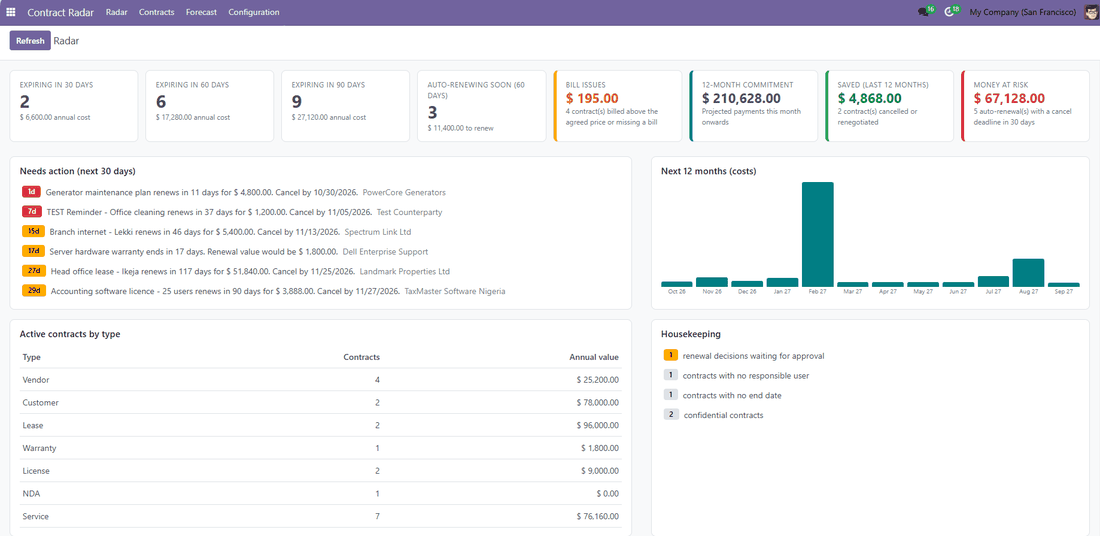 Contract Radar Radar Contracts Forecast Configuration 16 18 My Company (San Francisco)
Refresh Radar
EXPIRING IN 30 DAYS
2
$ 6,600.00 annual cost
EXPIRING IN 60 DAYS
6
$ 17,280.00 annual cost
EXPIRING IN 90 DAYS
9
$ 27,120.00 annual cost
AUTO-RENEWING SOON (60
DAYS)
3
$ 11,400.00 to renew
BILL ISSUES
$ 195.00
4 contract(s) billed above the
agreed price or missing a bill
12-MONTH COMMITMENT
$ 210,628.00
Projected payments this month
onwards
SAVED (LAST 12 MONTHS)
$ 4,868.00
2 contract(s) cancelled or
renegotiated
MONEY AT RISK
$ 67,128.00
5 auto-renewal(s) with a cancel
deadline in 30 days
Needs action (next 30 days)
1d Generator maintenance plan renews in 11 days for $ 4,800.00. Cancel by 10/30/2026. PowerCore Generators
7d TEST Reminder - Office cleaning renews in 37 days for $ 1,200.00. Cancel by 11/05/2026. Test Counterparty
15d Branch internet - Lekki renews in 46 days for $ 5,400.00. Cancel by 11/13/2026. Spectrum Link Ltd
17d Server hardware warranty ends in 17 days. Renewal value would be $ 1,800.00. Dell Enterprise Support
27d Head office lease - Ikeja renews in 117 days for $ 51,840.00. Cancel by 11/25/2026. Landmark Properties Ltd
29d Accounting software licence - 25 users renews in 90 days for $ 3,888.00. Cancel by 11/27/2026. TaxMaster Software Nigeria
Next 12 months (costs)
Oct 26 Nov 26 Dec 26 Jan 27 Feb 27 Mar 27 Apr 27 May 27 Jun 27 Jul 27 Aug 27 Sep 27
Active contracts by type
Type Contracts Annual value
Vendor 4 $ 25,200.00
Customer 2 $ 78,000.00
Lease 2 $ 96,000.00
Warranty 1 $ 1,800.00
License 2 $ 9,000.00
NDA 1 $ 0.00
Service 7 $ 76,160.00
Housekeeping
1 renewal decisions waiting for approval
1 contracts with no responsible user
1 contracts with no end date
2 confidential contracts